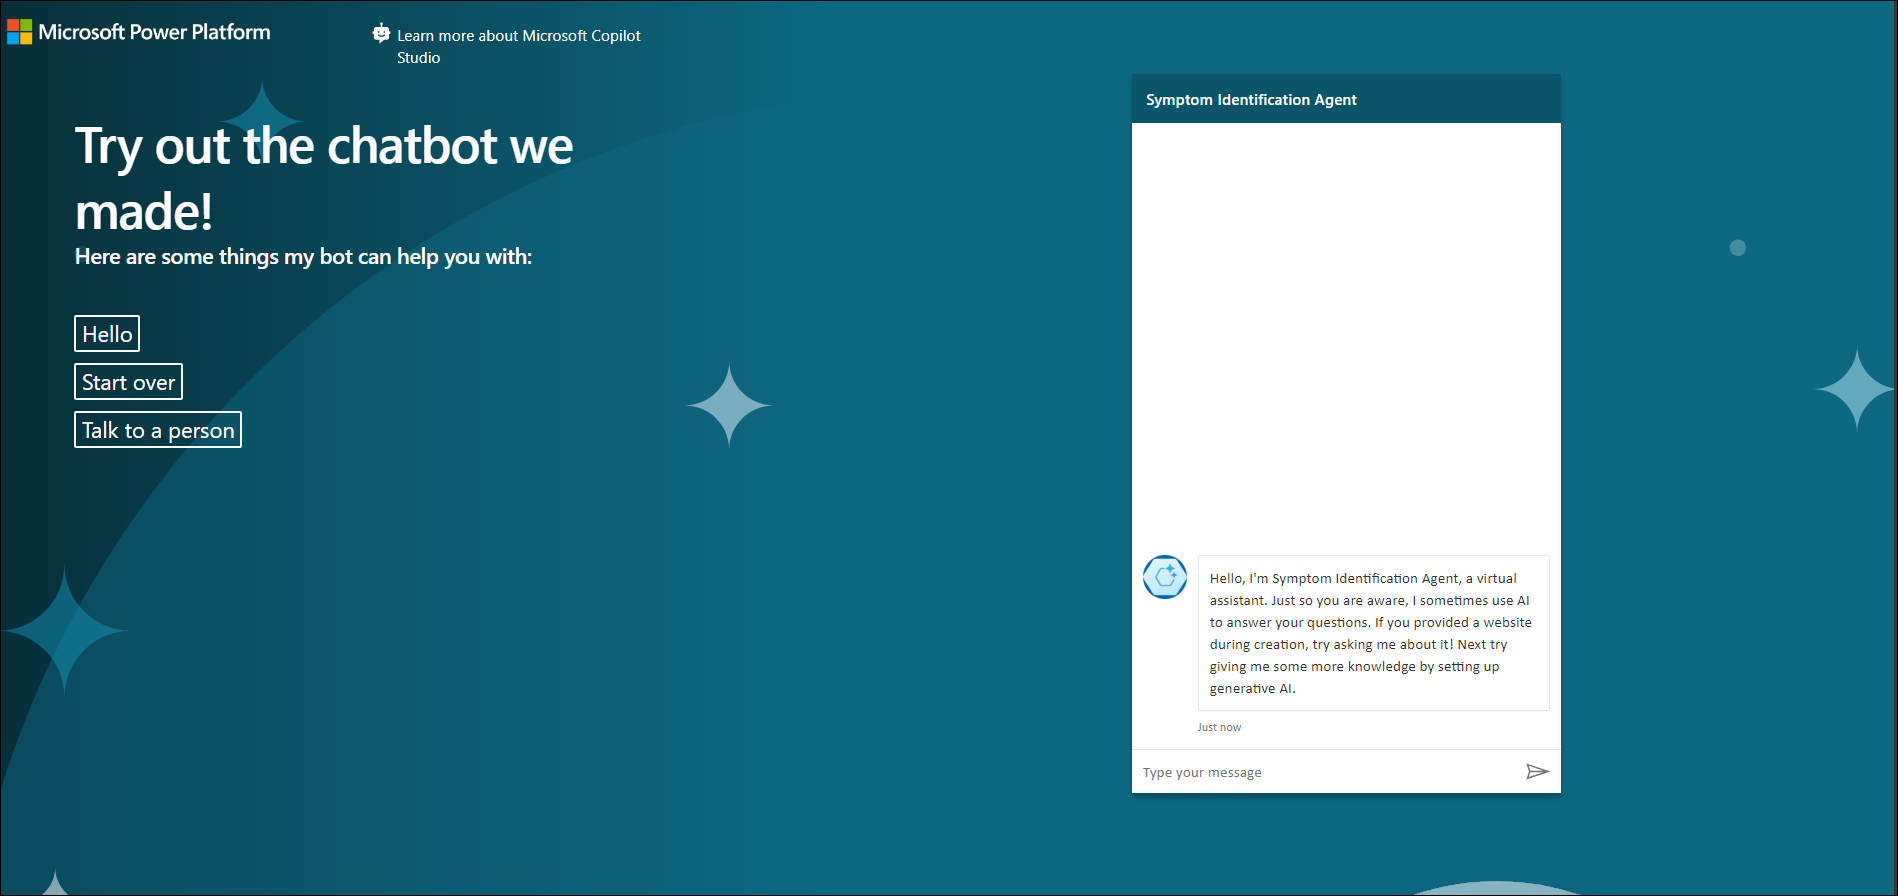 Microsoft Power Platform
Learn more about Microsoft Copilot
Studio
Try out the chatbot we
made!
Here are some things my bot can help you with:
Hello
Start over
Talk to a person
Symptom Identification Agent
Hello, I'm Symptom Identification Agent, a virtual
assistant. Just so you are aware, I sometimes use AI
to answer your questions. If you provided a website
during creation, try asking me about it! Next try
giving me some more knowledge by setting up
generative AI.
Just now
Type your message